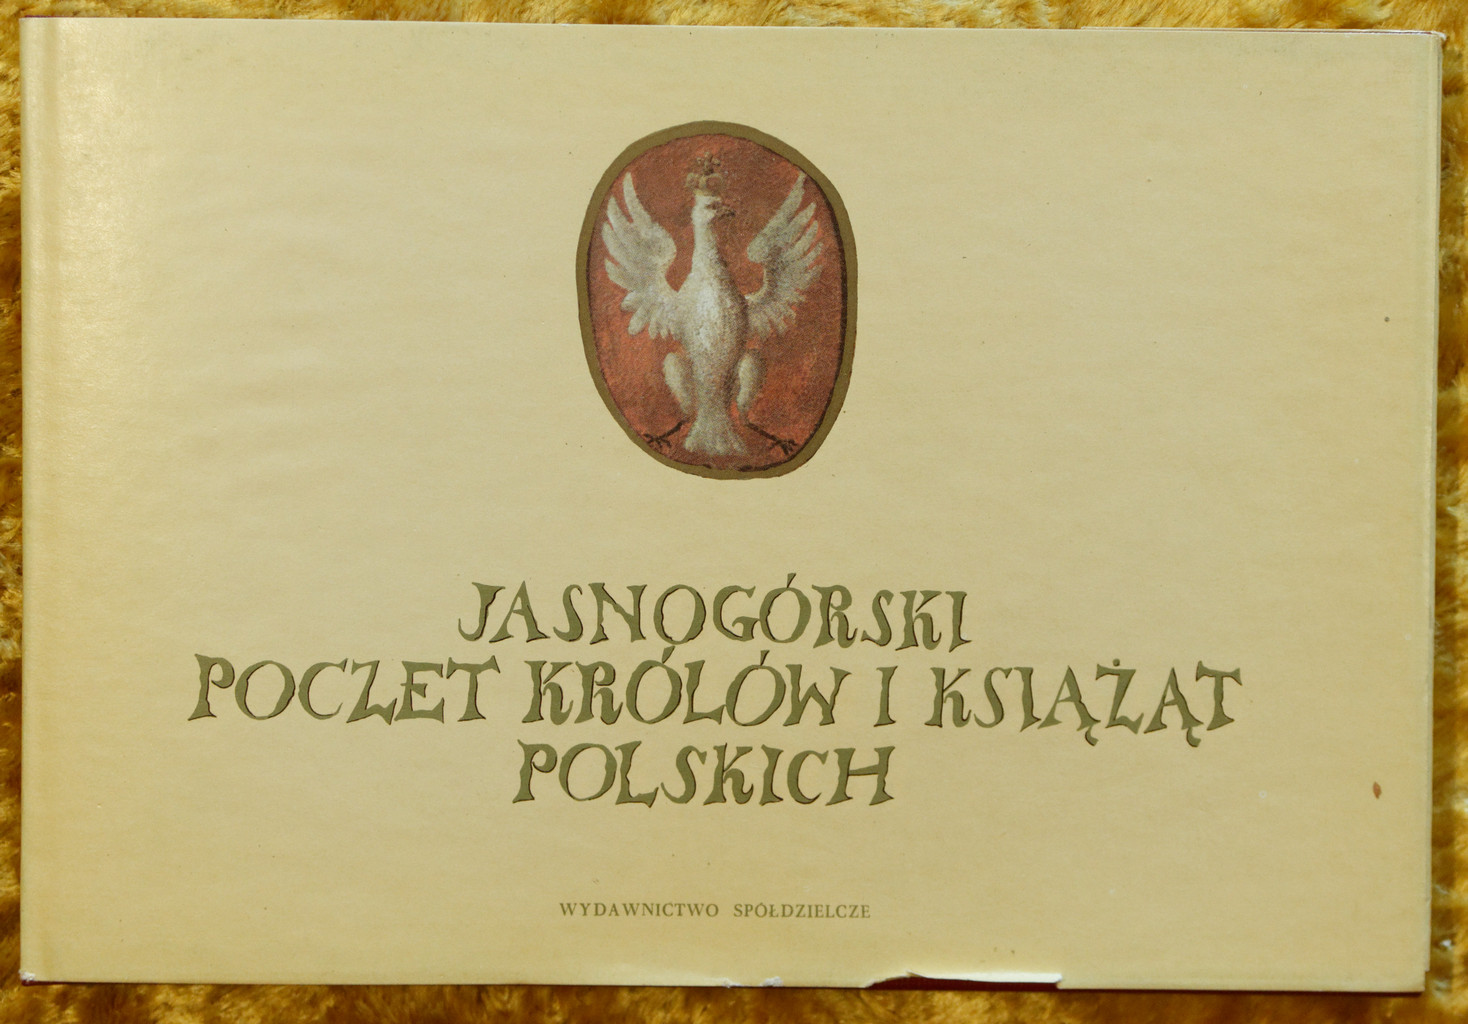 JASNOGÓRSKI
POCZET KRÓLÓW I KSIĄŻĄT
POLSKICH
WYDAWNICTWO SPÓŁDZIELCZE